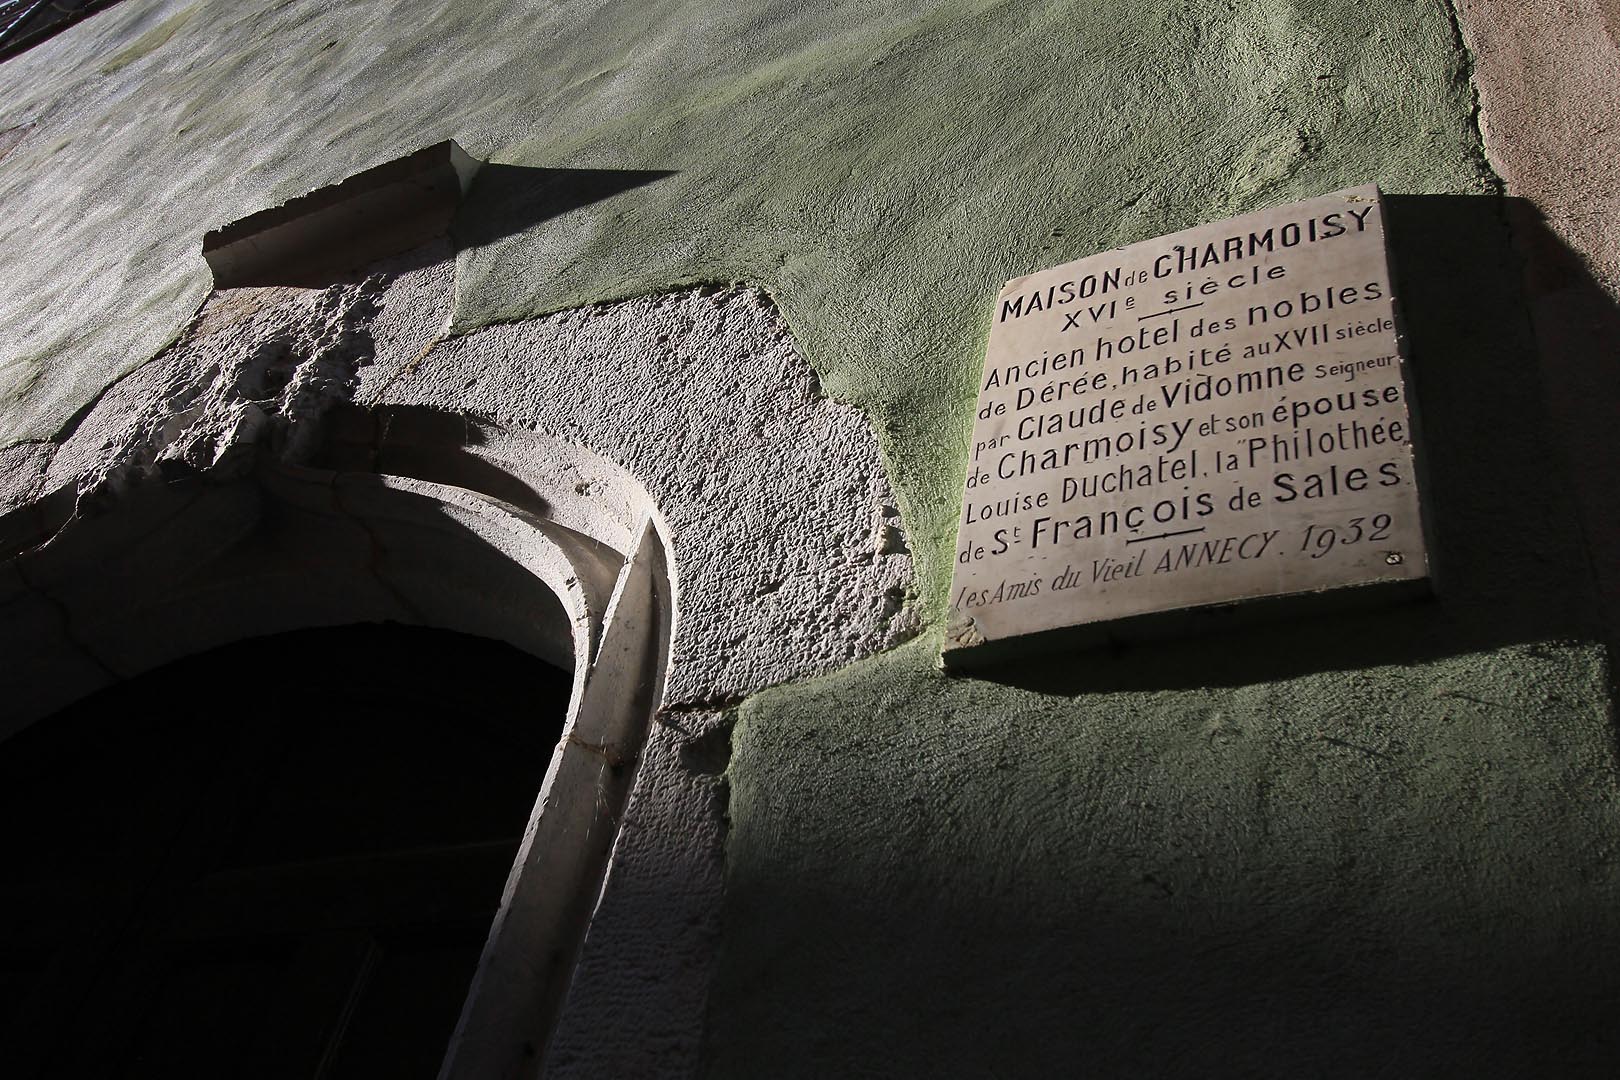 MAISON de CHARMOISY
XVIe siècle
Ancien hotel des nobles
de Dérée, habité au XVII siècle
par Claude de Vidomne Seigneur
de Charmoisy et son épouse
Louise Duchatel, la "Philothée"
de St François de Sales
les Amis du Vieil ANNECY. 1932